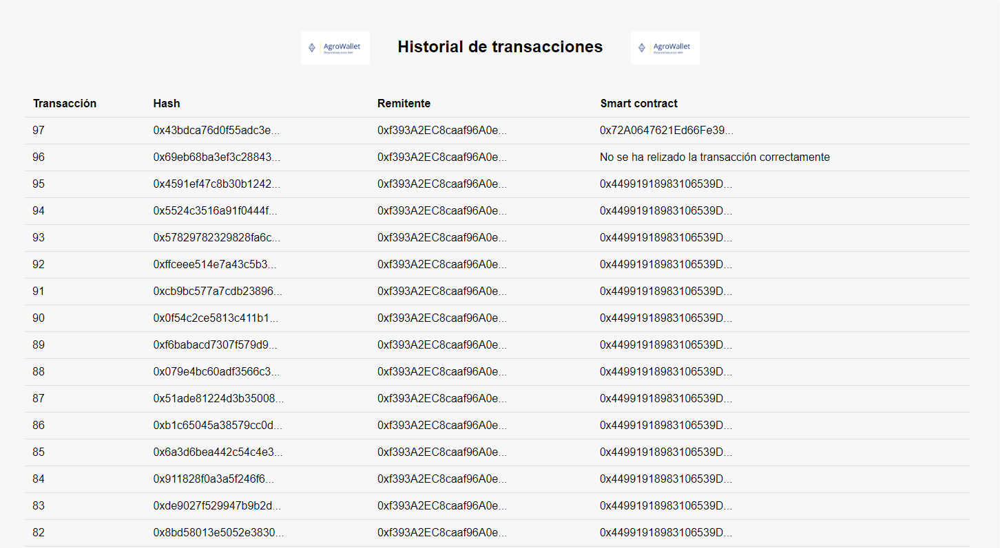 AgroWallet
Historial de transacciones
AgroWallet
Transacción Hash Remitente Smart contract
97 0x43bdca76d0f55adc3e... 0xf393A2EC8caaf96A0e... 0x72A0647621Ed66Fe39...
96 0x69eb68ba3ef3c28843... 0xf393A2EC8caaf96A0e... No se ha relizado la transacción correctamente
95 0x4591ef47c8b30b1242... 0xf393A2EC8caaf96A0e... 0x44991918983106539D...
94 0x5524c3516a91f0444f... 0xf393A2EC8caaf96A0e... 0x44991918983106539D...
93 0x57829782329828fa6c... 0xf393A2EC8caaf96A0e... 0x44991918983106539D...
92 0xffceee514e7a43c5b3... 0xf393A2EC8caaf96A0e... 0x44991918983106539D...
91 0xcb9bc577a7cdb23896... 0xf393A2EC8caaf96A0e... 0x44991918983106539D...
90 0x0f54c2ce5813c411b1... 0xf393A2EC8caaf96A0e... 0x44991918983106539D...
89 0xf6babacd7307f579d9... 0xf393A2EC8caaf96A0e... 0x44991918983106539D...
88 0x079e4bc60adf3566c3... 0xf393A2EC8caaf96A0e... 0x44991918983106539D...
87 0x51ade81224d3b35008... 0xf393A2EC8caaf96A0e... 0x44991918983106539D...
86 0xb1c65045a38579cc0d... 0xf393A2EC8caaf96A0e... 0x44991918983106539D...
85 0x6a3d6bea442c54c4e3... 0xf393A2EC8caaf96A0e... 0x44991918983106539D...
84 0x911828f0a3a5f246f6... 0xf393A2EC8caaf96A0e... 0x44991918983106539D...
83 0xde9027f529947b9b2d... 0xf393A2EC8caaf96A0e... 0x44991918983106539D...
82 0x8bd58013e5052e3830... 0xf393A2EC8caaf96A0e... 0x44991918983106539D...